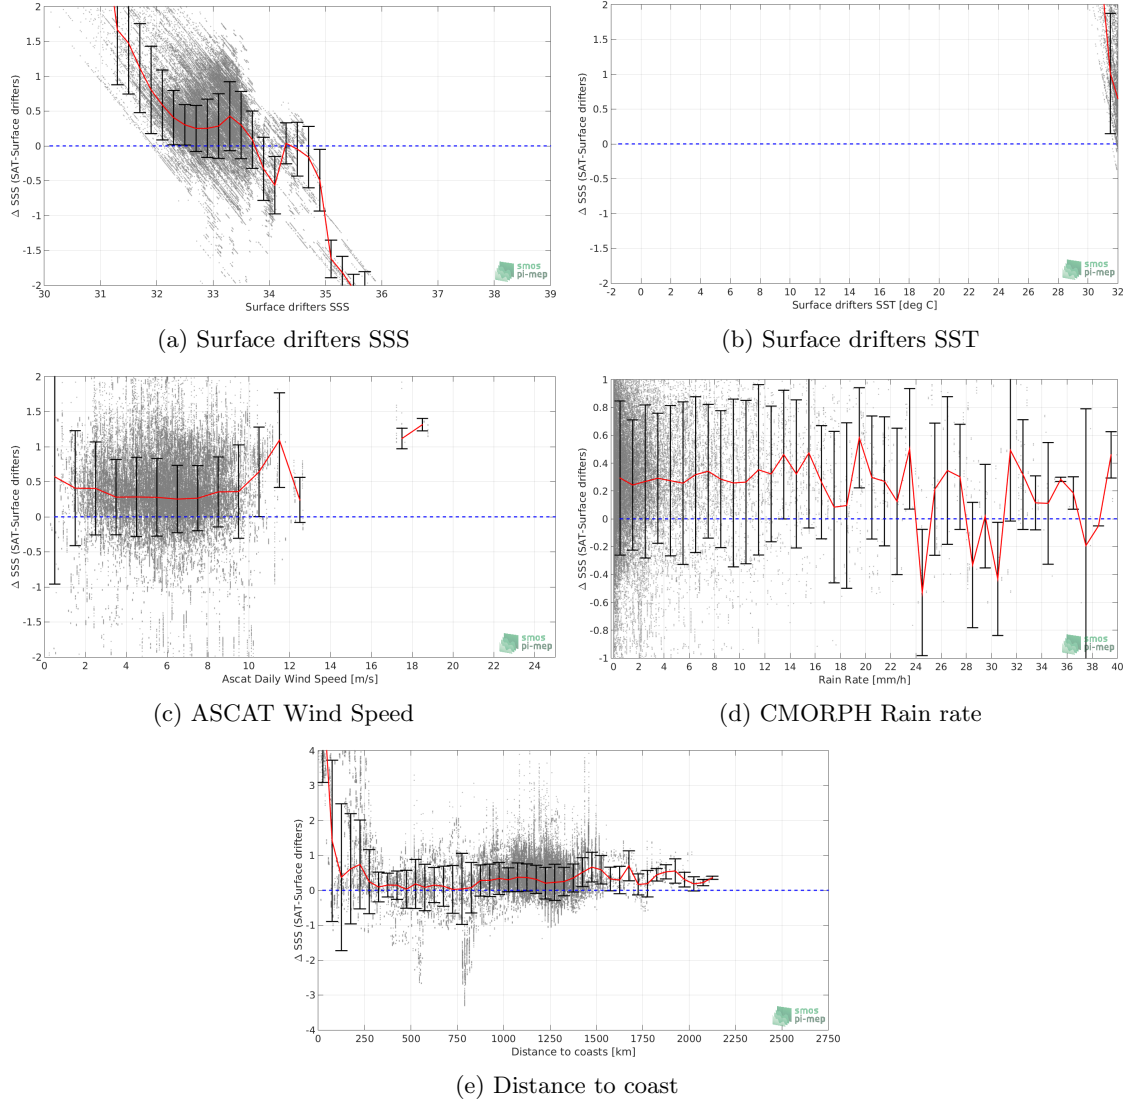 2
1.5
1
0.5
0
-0.5
-1
-1.5
-2
Δ SSS (SAT-Surface drifters)
30 31 32 33 34 35 36 37 38 39
Surface drifters SSS
smos
pi-mep
(a) Surface drifters SSS
2
1.5
1
0.5
0
-0.5
-1
-1.5
-2
Δ SSS (SAT-Surface drifters)
-2 0 2 4 6 8 10 12 14 16 18 20 22 24 26 28 30 32
Surface drifters SST [deg C]
smos
pi-mep
(b) Surface drifters SST
2
1.5
1
0.5
0
-0.5
-1
-1.5
-2
Δ SSS (SAT-Surface drifters)
0 2 4 6 8 10 12 14 16 18 20 22 24
Ascat Daily Wind Speed [m/s]
smos
pi-mep
(c) ASCAT Wind Speed
1
0.8
0.6
0.4
0.2
0
-0.2
-0.4
-0.6
-0.8
-1
Δ SSS (SAT-Surface drifters)
0 2 4 6 8 10 12 14 16 18 20 22 24 26 28 30 32 34 36 38 40
Rain Rate [mm/h]
smos
pi-mep
(d) CMORPH Rain rate
4
3
2
1
0
-1
-2
-3
-4
Δ SSS (SAT-Surface drifters)
0 250 500 750 1000 1250 1500 1750 2000 2250 2500 2750
Distance to coasts [km]
smos
pi-mep
(e) Distance to coast